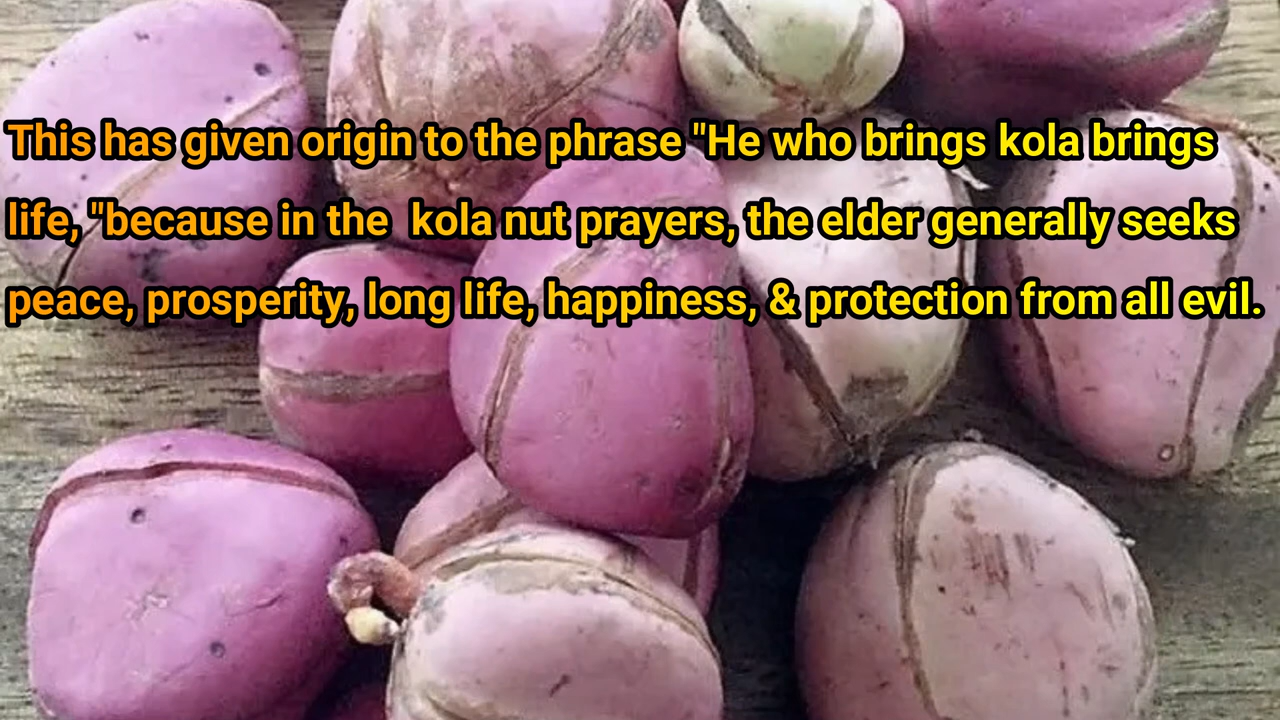 This has given origin to the phrase "He who brings kola brings
life, "because in the  kola nut prayers, the elder generally seeks
peace, prosperity, long life, happiness, & protection from all evil.